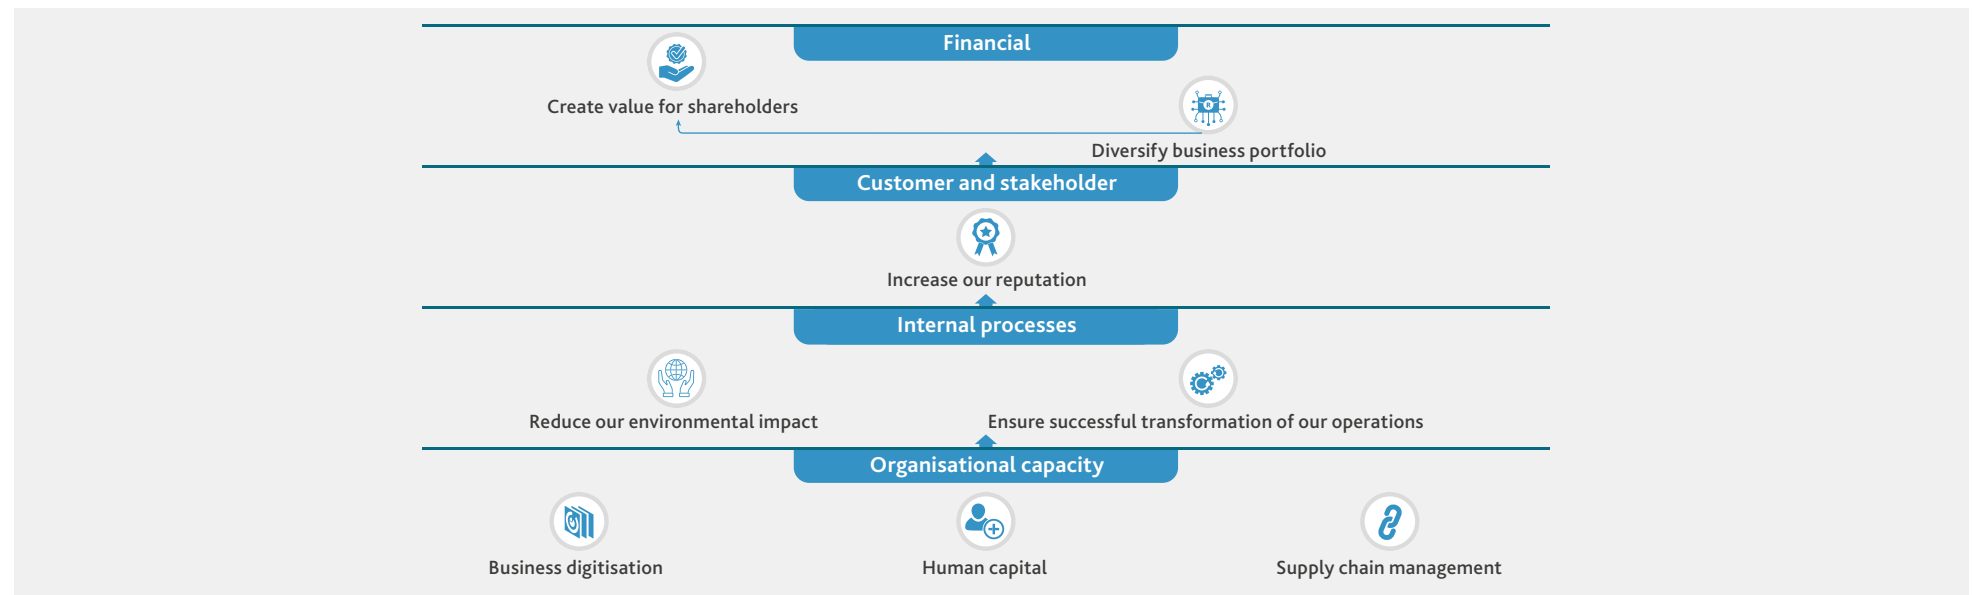 Financial
Create value for shareholders
Diversify business portfolio
Customer and stakeholder
Increase our reputation
Internal processes
Reduce our environmental impact
Ensure successful transformation of our operations
Organisational capacity
Business digitisation
Human capital
Supply chain management